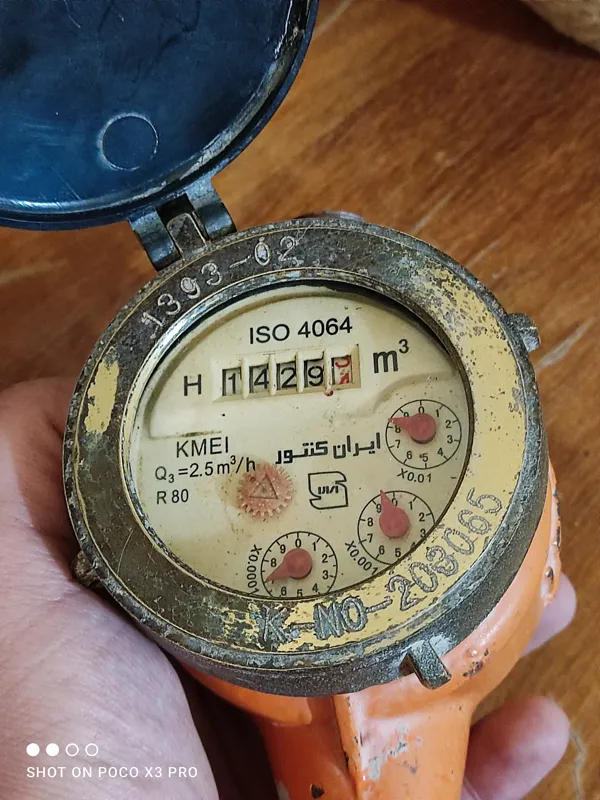 1393-02
ISO 4064
H 1429 m³
KMEI
ایران کنتور
Q₃=2.5m³/h
R 80
X0.01
X0.001
X0.0001
K-MO-203065
SHOT ON POCO X3 PRO